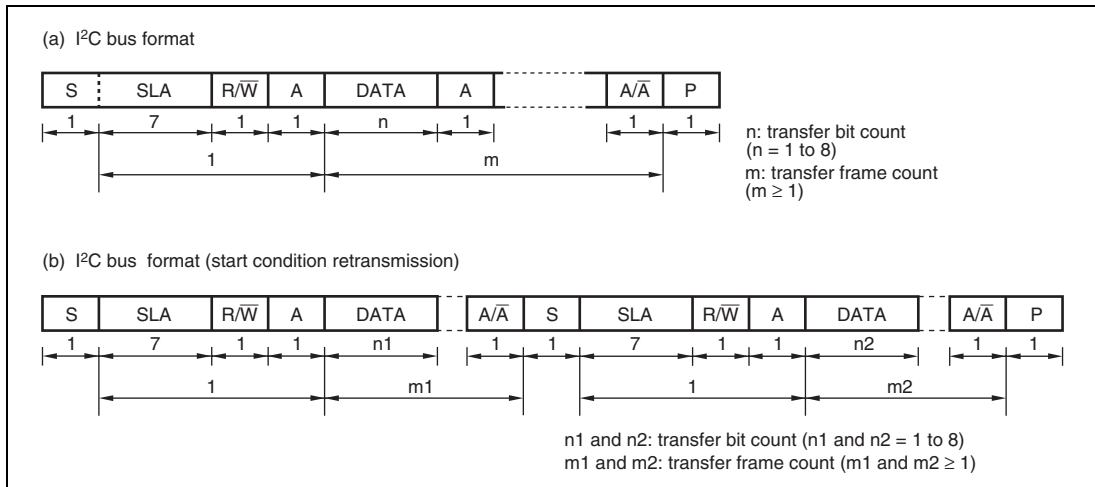 (a) I²C bus format
S SLA R/W̅ A DATA A A/A̅ P
1 7 1 1 n 1 1 1
1 m
n: transfer bit count
(n = 1 to 8)
m: transfer frame count
(m ≥ 1)
(b) I²C bus format (start condition retransmission)
S SLA R/W̅ A DATA A/A̅ S SLA R/W̅ A DATA A/A̅ P
1 7 1 1 n1 1 1 7 1 1 n2 1 1
1 m1 1 m2
n1 and n2: transfer bit count (n1 and n2 = 1 to 8)
m1 and m2: transfer frame count (m1 and m2 ≥ 1)